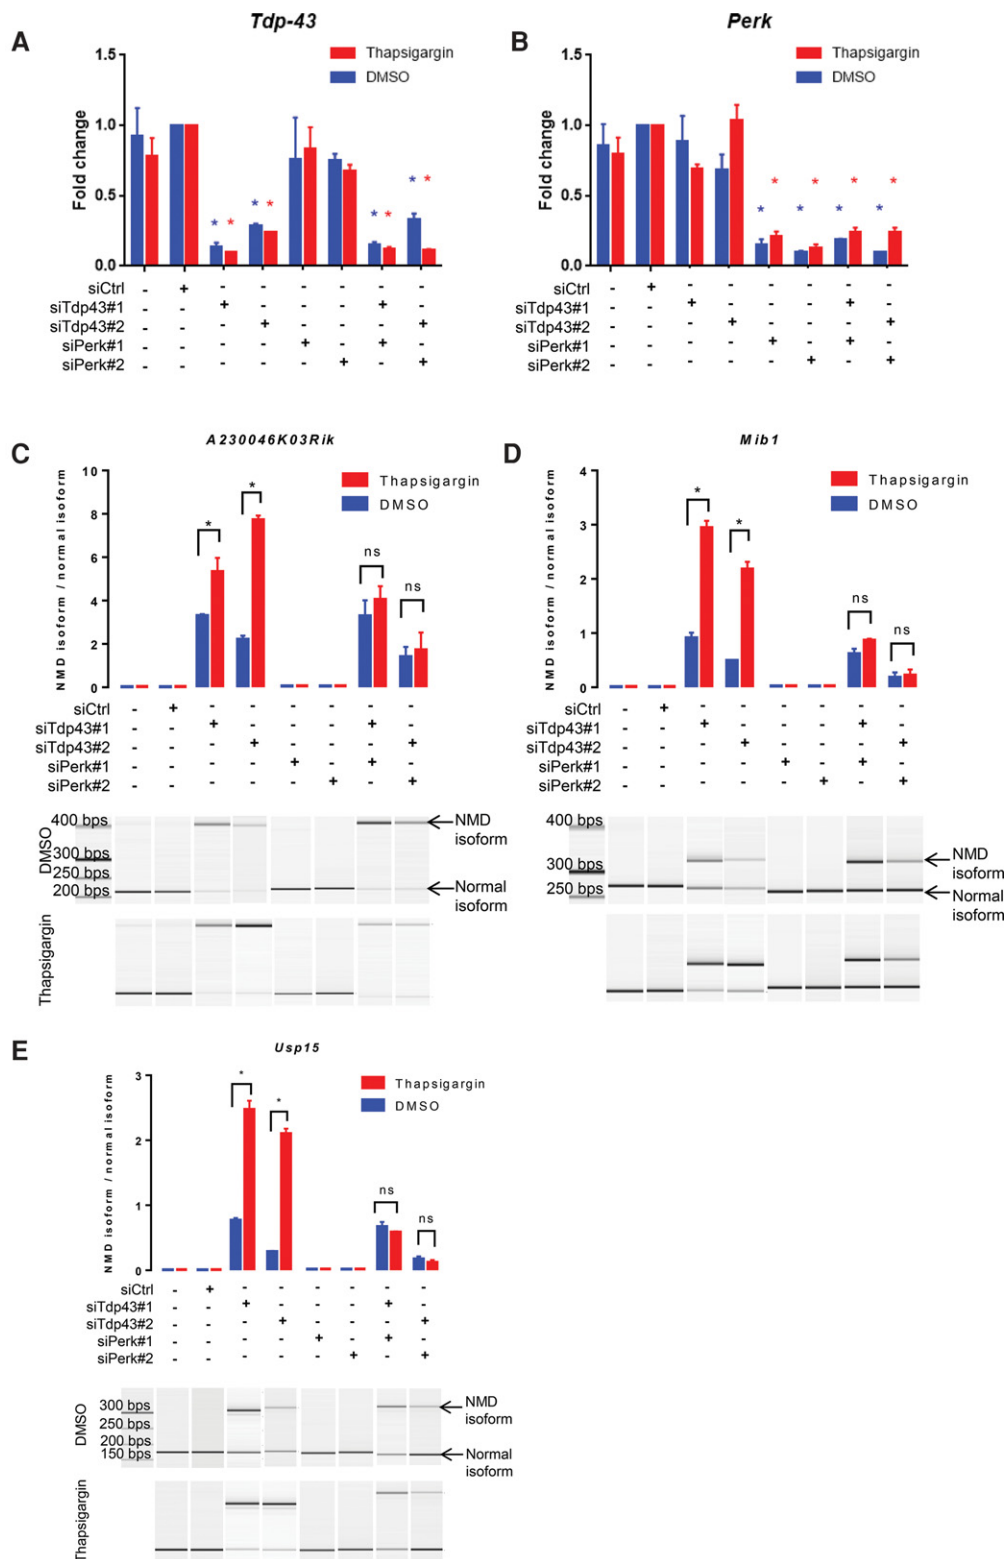 Tdp-43
A
Thapsigargin
DMSO
Fold change
1.5
1.0
0.5
0.0
* * * * * * * *
siCtrl - + - - - - - -
siTdp43#1 - - + - - - + -
siTdp43#2 - - - + - - - +
siPerk#1 - - - - + - + -
siPerk#2 - - - - - + - +
Perk
B
Thapsigargin
DMSO
Fold change
1.5
1.0
0.5
0.0
* * * * * * * *
siCtrl - + - - - - - -
siTdp43#1 - - + - - - + -
siTdp43#2 - - - + - - - +
siPerk#1 - - - - + - + -
siPerk#2 - - - - - + - +
C
A230046K03Rik
Thapsigargin
DMSO
NMD isoform / normal isoform
10
8
6
4
2
0
* * ns ns
siCtrl - + - - - - - -
siTdp43#1 - - + - - - + -
siTdp43#2 - - - + - - - +
siPerk#1 - - - - + - + -
siPerk#2 - - - - - + - +
DMSO
400 bps
300 bps
250 bps
200 bps
NMD
isoform
Normal
isoform
Thapsigargin
D
Mib1
Thapsigargin
DMSO
NMD isoform / normal isoform
4
3
2
1
0
* * ns ns
siCtrl - + - - - - - -
siTdp43#1 - - + - - - + -
siTdp43#2 - - - + - - - +
siPerk#1 - - - - + - + -
siPerk#2 - - - - - + - +
400 bps
300 bps
250 bps
NMD
isoform
Normal
isoform
E
Usp15
Thapsigargin
DMSO
NMD isoform / normal isoform
3
2
1
0
* * ns ns
siCtrl - + - - - - - -
siTdp43#1 - - + - - - + -
siTdp43#2 - - - + - - - +
siPerk#1 - - - - + - + -
siPerk#2 - - - - - + - +
DMSO
300 bps
250 bps
200 bps
150 bps
NMD
isoform
Normal
isoform
Thapsigargin